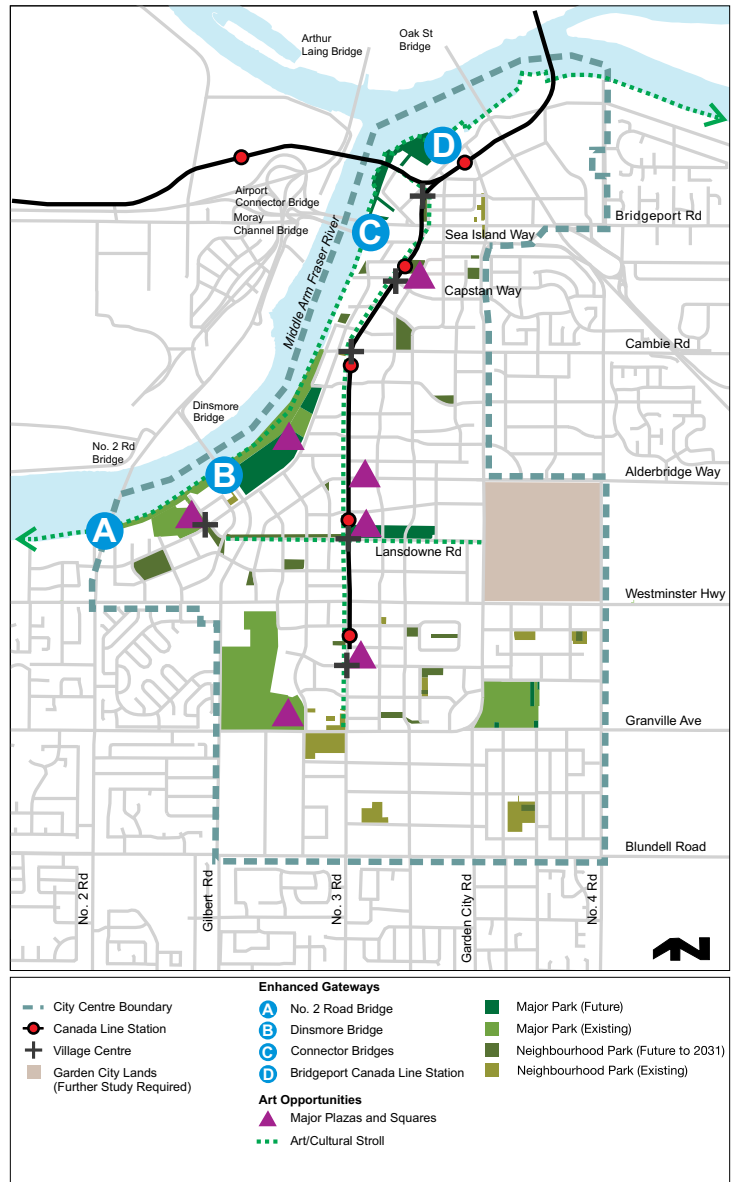 Arthur
Laing Bridge
Oak St
Bridge
D
Airport
Connector Bridge
Moray
Channel Bridge
Bridgeport Rd
C
Sea Island Way
Middle Arm Fraser River
Capstan Way
Cambie Rd
Dinsmore
Bridge
No. 2 Rd
Bridge
B
Alderbridge Way
A
Lansdowne Rd
Westminster Hwy
Granville Ave
Blundell Road
No. 2 Rd
Gilbert Rd
No. 3 Rd
Garden City Rd
No. 4 Rd
N
City Centre Boundary
Canada Line Station
Village Centre
Garden City Lands
(Further Study Required)
Enhanced Gateways
A No. 2 Road Bridge
B Dinsmore Bridge
C Connector Bridges
D Bridgeport Canada Line Station
Art Opportunities
Major Plazas and Squares
Art/Cultural Stroll
Major Park (Future)
Major Park (Existing)
Neighbourhood Park (Future to 2031)
Neighbourhood Park (Existing)